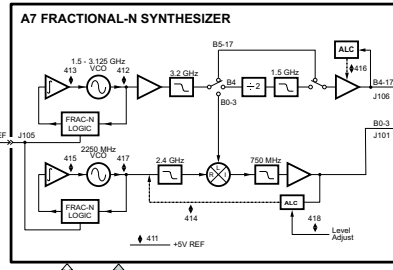 A7 FRACTIONAL-N SYNTHESIZER
1.5 - 3.125 GHz
VCO
413
412
3.2 GHz
B5-17
B4
÷2
1.5 GHz
ALC
416
B4-17
J106
B0-3
FRAC-N
LOGIC
EF
J105
B0-3
J101
2250 MHz
VCO
415
417
2.4 GHz
L
R
I
750 MHz
FRAC-N
LOGIC
414
ALC
418
Level
Adjust
411
+5V REF